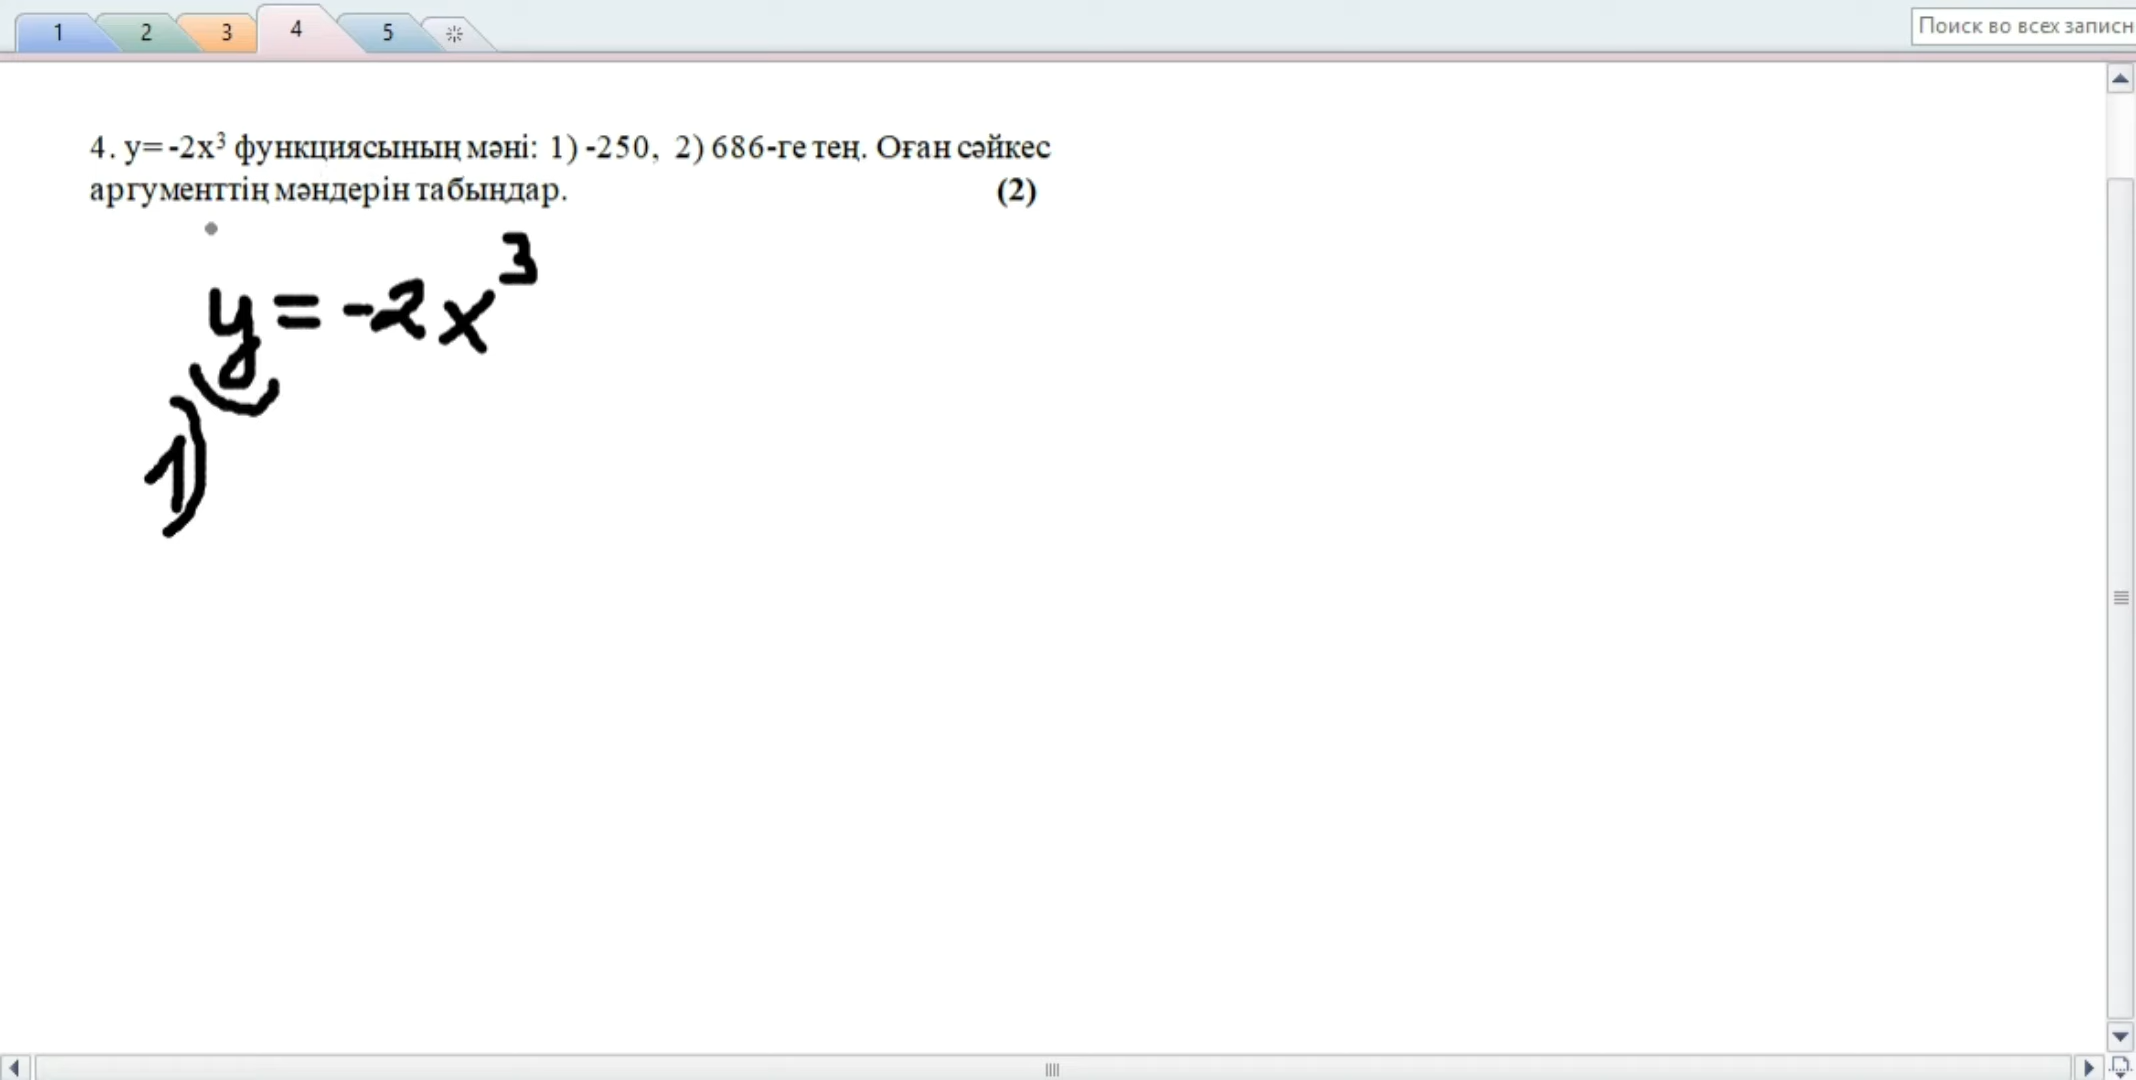 1 2 3 4 5
Поиск во всех записн
4. y= -2x³ функциясының мәні: 1) -250, 2) 686-ге тең. Оған сәйкес
аргументтің мәндерін табыңдар. (2)
y = -2x³
1)